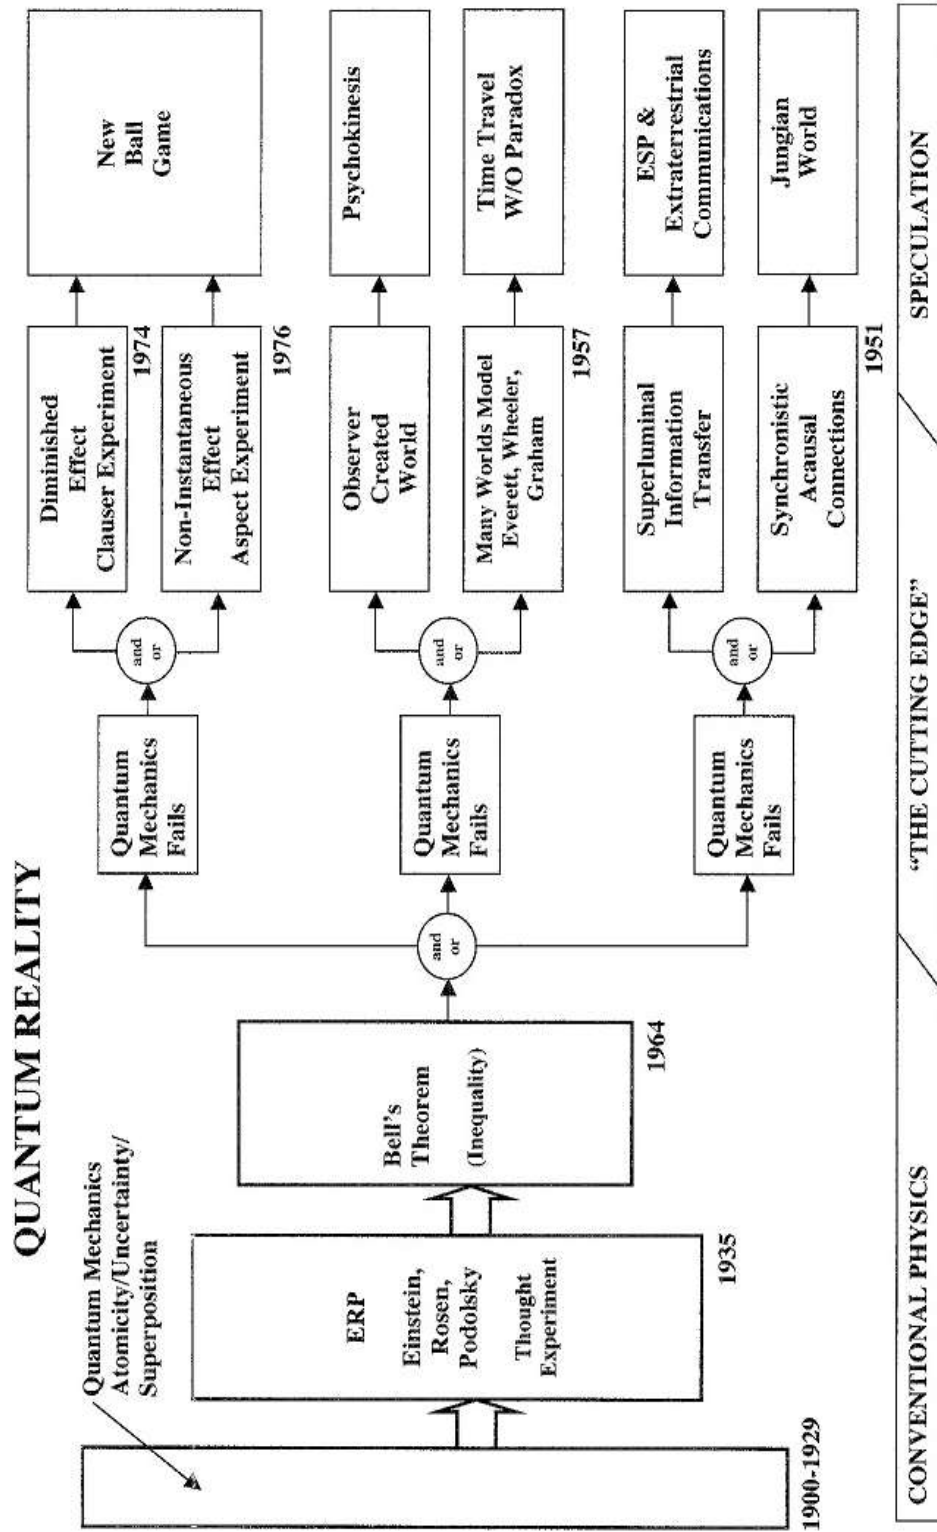 QUANTUM REALITY
Quantum Mechanics
Atomicity/Uncertainty/
Superposition
1900-1929
ERP
Einstein,
Rosen,
Podolsky
Thought
Experiment
1935
Bell's
Theorem
(Inequality)
1964
and
or
Quantum
Mechanics
Fails
and
or
Diminished
Effect
Clauser Experiment
1974
Non-Instantaneous
Effect
Aspect Experiment
1976
New
Ball
Game
Quantum
Mechanics
Fails
and
or
Observer
Created
World
Psychokinesis
Many Worlds Model
Everett, Wheeler,
Graham
1957
Time Travel
W/O Paradox
Quantum
Mechanics
Fails
and
or
Superluminal
Information
Transfer
ESP &
Extraterrestrial
Communications
Synchronistic
Acausal
Connections
1951
Jungian
World
CONVENTIONAL PHYSICS
"THE CUTTING EDGE"
SPECULATION